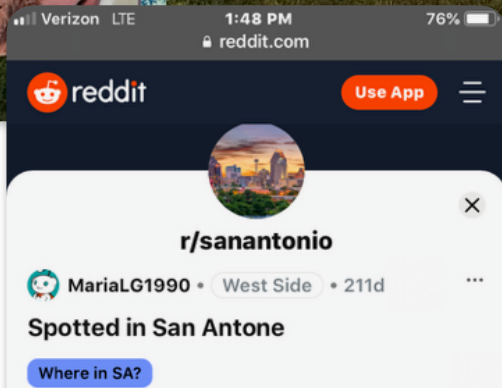 Verizon LTE 1:48 PM 76%
reddit.com
reddit Use App
r/sanantonio
MariaLG1990 • West Side • 211d
Spotted in San Antone
Where in SA?